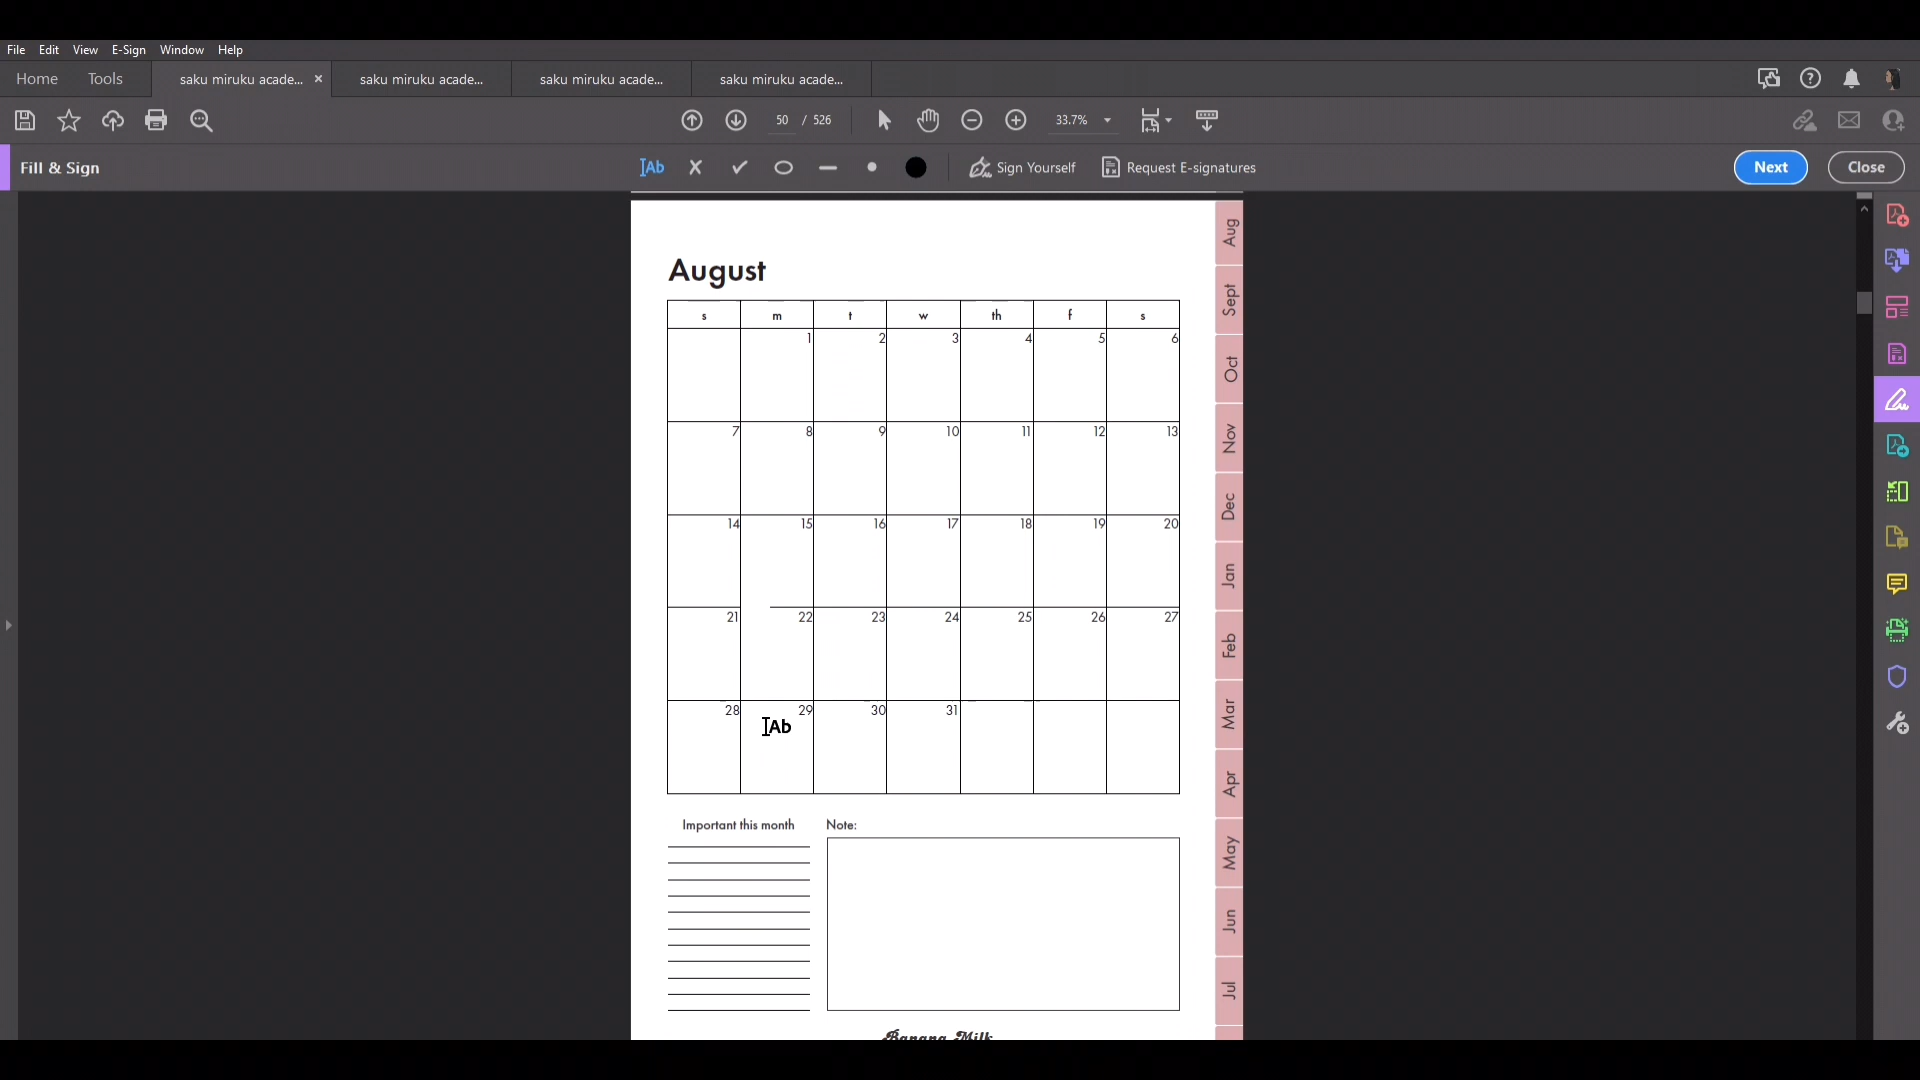 File Edit View E-Sign Window Help
Home Tools saku miruku acade... × saku miruku acade... saku miruku acade... saku miruku acade...
50 / 526 33.7%
Fill & Sign Ab Sign Yourself Request E-signatures Next Close
August
s m t w th f s
1 2 3 4 5 6
7 8 9 10 11 12 13
14 15 16 17 18 19 20
21 22 23 24 25 26 27
28 29 30 31
Ab
Important this month Note:
Banana Milk
Aug
Sept
Oct
Nov
Dec
Jan
Feb
Mar
Apr
May
Jun
Jul